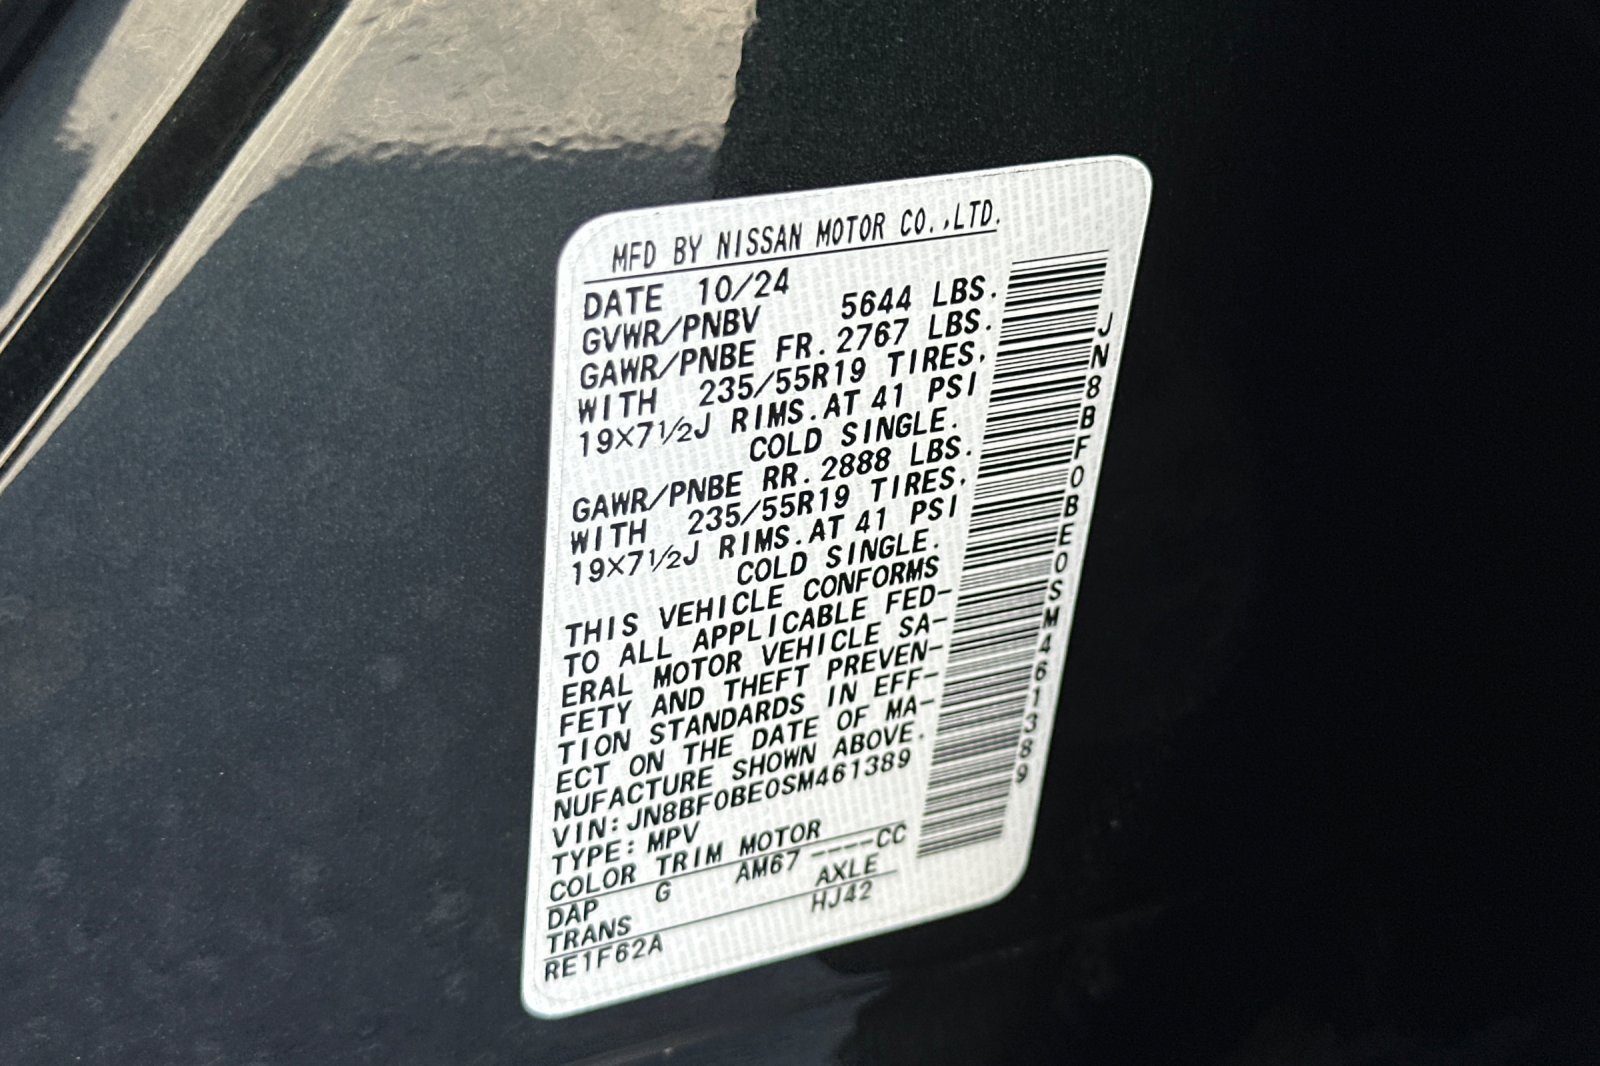 MFD BY NISSAN MOTOR CO.,LTD.
DATE 10/24
GVWR/PNBV 5644 LBS.
GAWR/PNBE FR. 2767 LBS.
WITH 235/55R19 TIRES,
19×7½J RIMS.AT 41 PSI
COLD SINGLE.
GAWR/PNBE RR. 2888 LBS.
WITH 235/55R19 TIRES,
19×7½J RIMS.AT 41 PSI
COLD SINGLE.
THIS VEHICLE CONFORMS
TO ALL APPLICABLE FED-
ERAL MOTOR VEHICLE SA-
FETY AND THEFT PREVEN-
TION STANDARDS IN EFF-
ECT ON THE DATE OF MA-
NUFACTURE SHOWN ABOVE.
VIN:JN8BF0BE0SM461389
TYPE:MPV
COLOR TRIM MOTOR ----CC
DAP G AM67
TRANS AXLE
RE1F62A HJ42
JN8BF0BE0SM461389